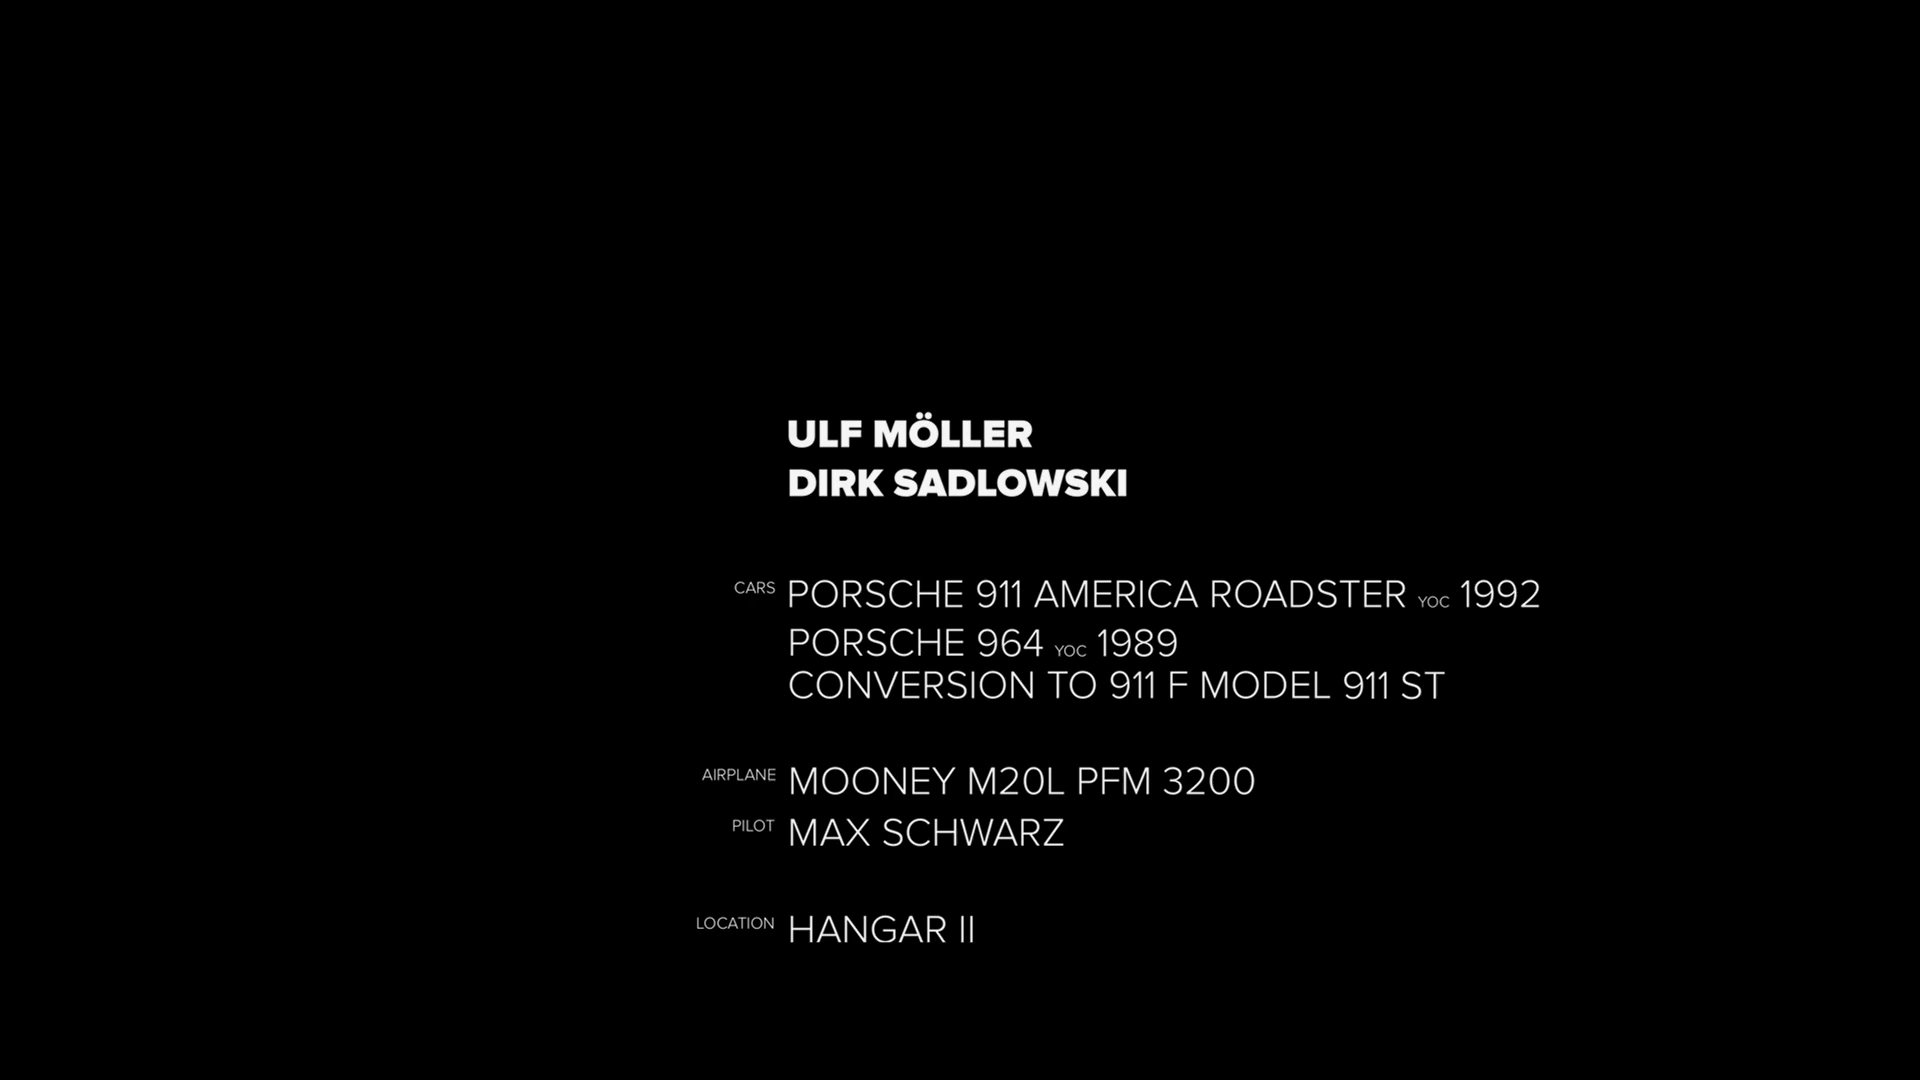 ULF MÖLLER
DIRK SADLOWSKI
CARS PORSCHE 911 AMERICA ROADSTER YOC 1992
PORSCHE 964 YOC 1989
CONVERSION TO 911 F MODEL 911 ST
AIRPLANE MOONEY M20L PFM 3200
PILOT MAX SCHWARZ
LOCATION HANGAR II